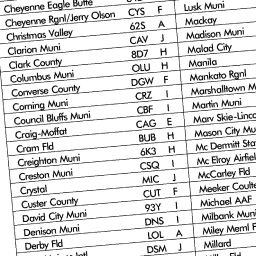 Cheyenne Eagle Butte
Cheyenne Rgnl/Jerry Olson CYS F
Christmas Valley 62S A
Clarion Muni CAV J
Clark County 8D7 H
Columbus Muni OLU H
Converse County DGW F
Corning Muni CRZ I
Council Bluffs Muni CBF I
Craig-Moffat CAG E
Cram Fld BUB H
Creighton Muni 6K3 H
Creston Muni CSQ I
Crystal MIC J
Custer County CUT F
David City Muni 93Y I
Denison Muni DNS I
Derby Fld LOL A
DSM J
Lusk Muni
Mackay
Madison Muni
Malad City
Manila
Mankato Rgnl
Marshalltown M
Martin Muni
Marv Skie-Linco
Mason City Mu
Mc Dermitt Stat
Mc Elroy Airfiel
McCarley Fld
Meeker Coulte
Michael AAF
Milbank Muni
Miley Meml F
Millard